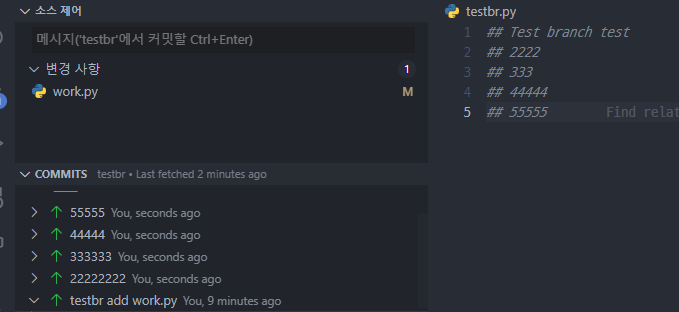 소스 제어
메시지('testbr'에서 커밋할 Ctrl+Enter)
변경 사항
1
work.py
M
COMMITS testbr • Last fetched 2 minutes ago
55555 You, seconds ago
44444 You, seconds ago
333333 You, seconds ago
22222222 You, seconds ago
testbr add work.py You, 9 minutes ago
testbr.py
1 ## Test branch test
2 ## 2222
3 ## 333
4 ## 44444
5 ## 55555 Find